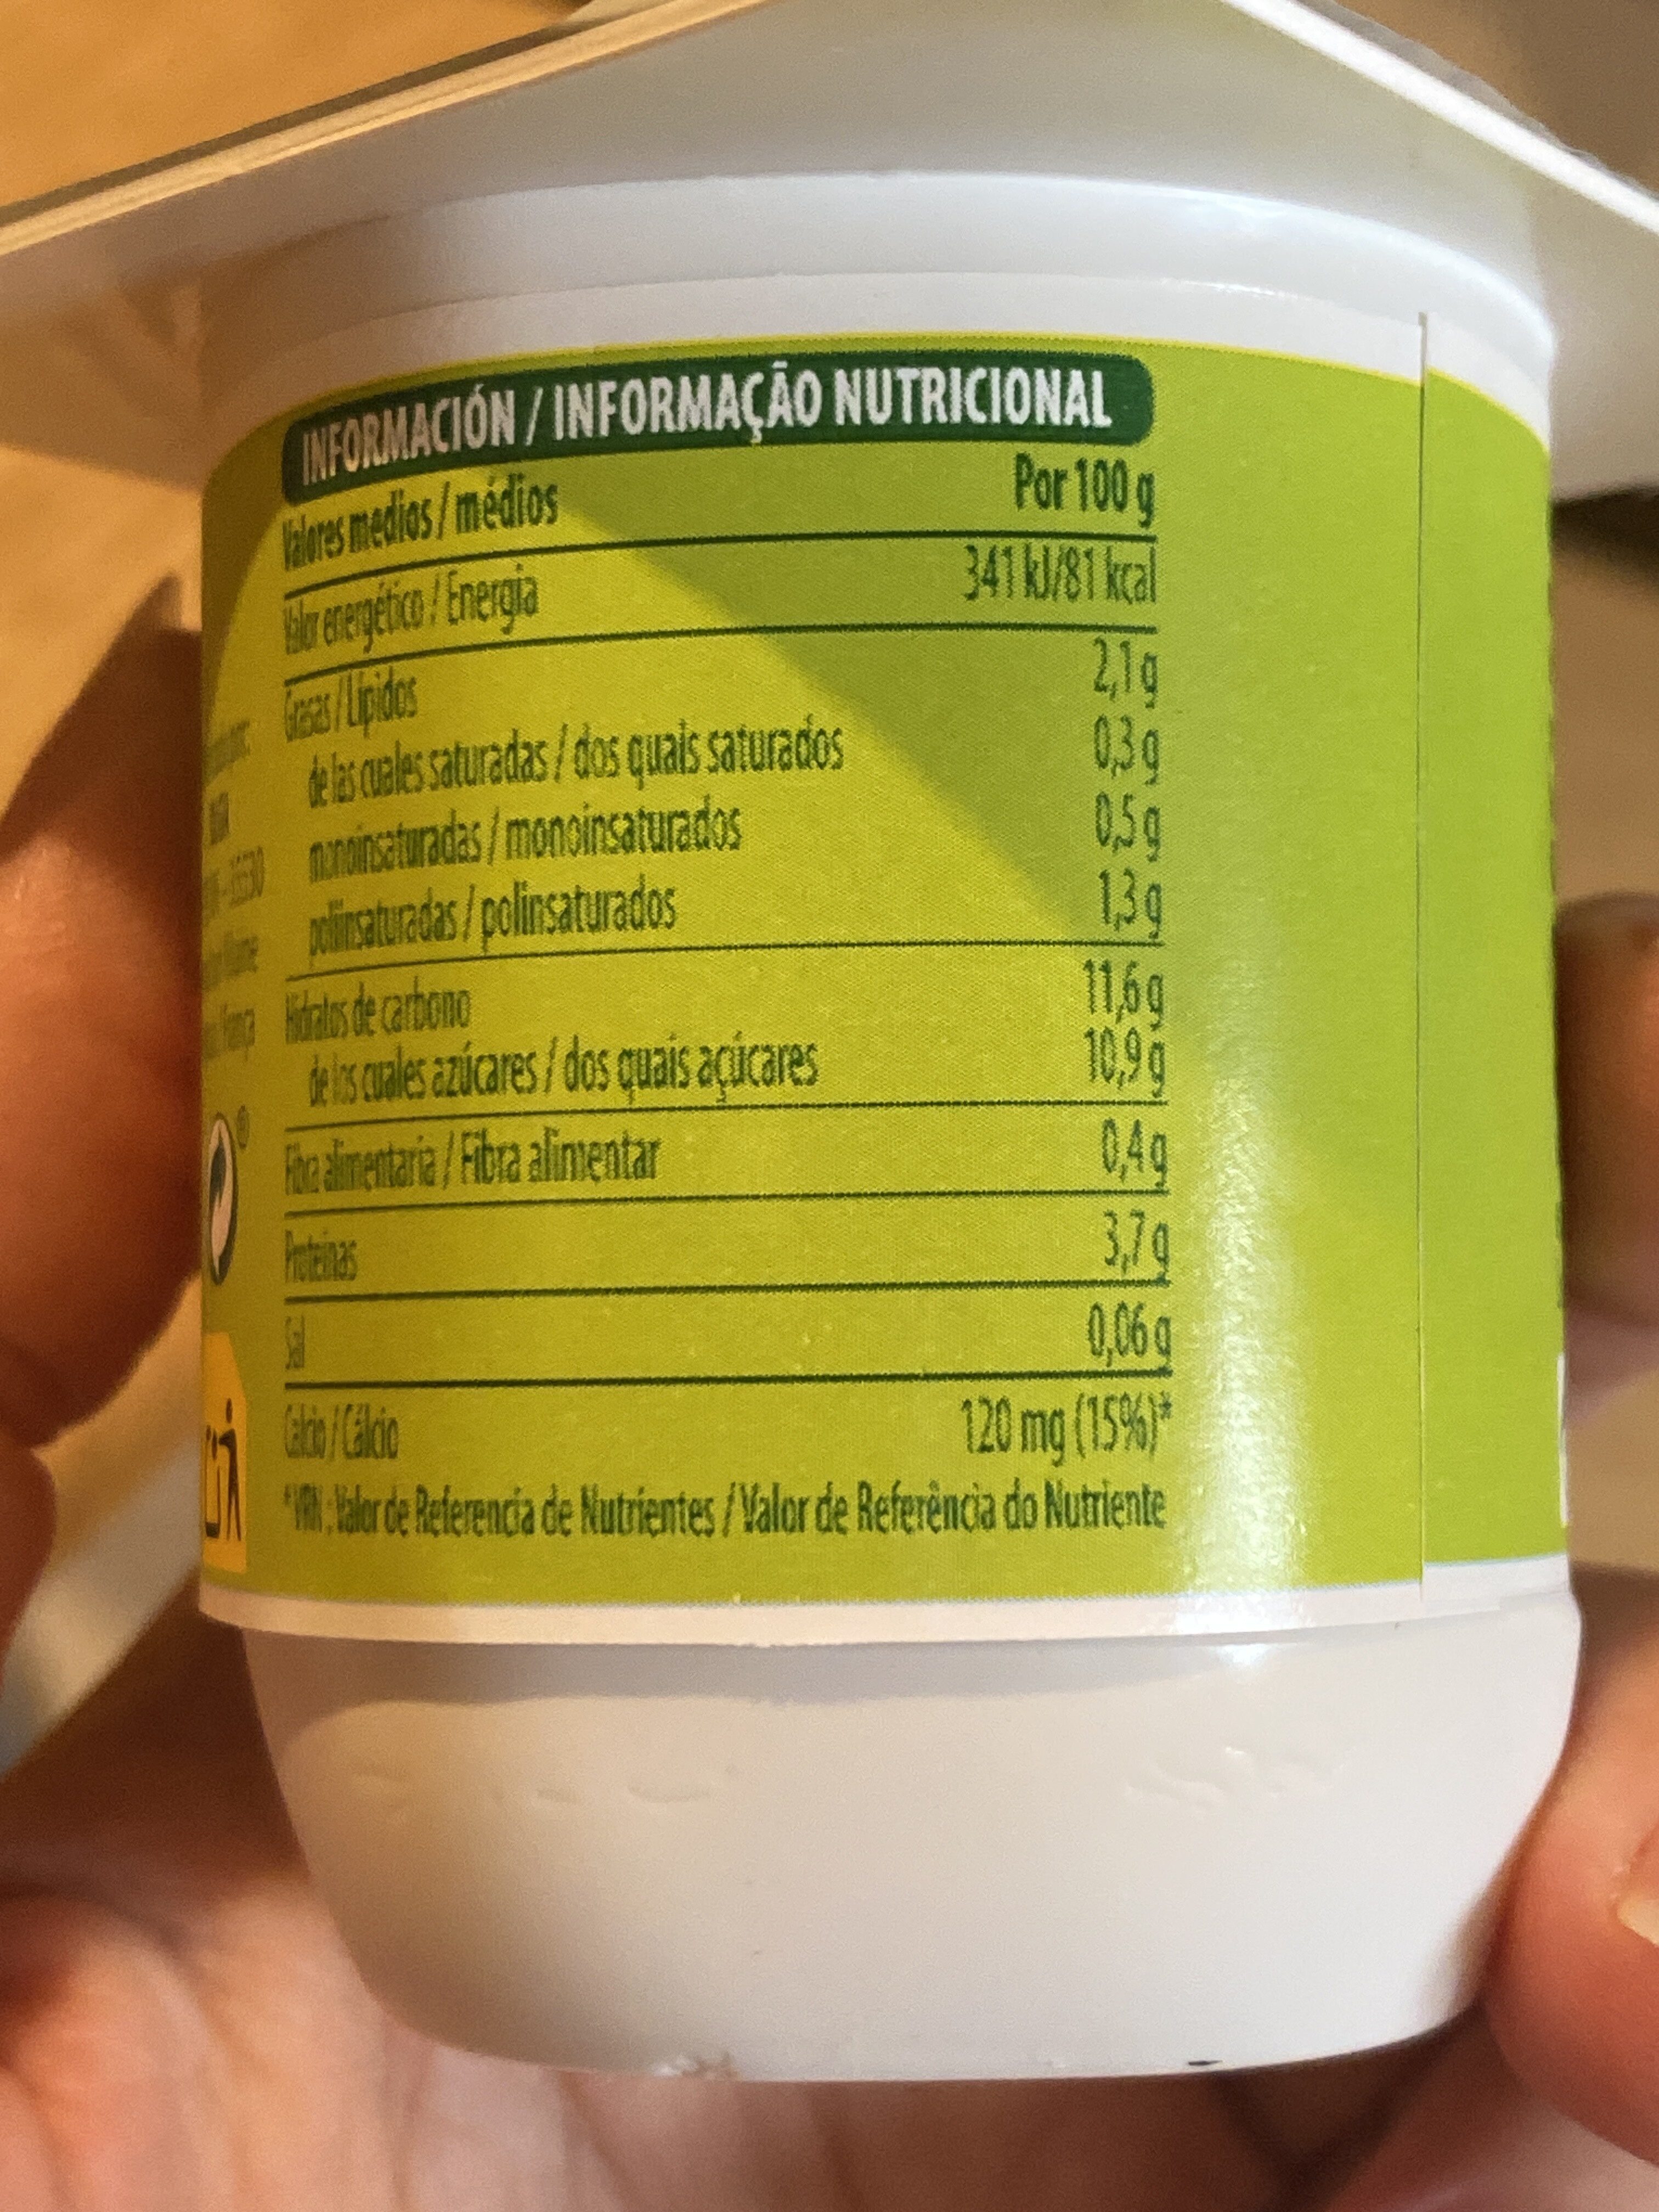 INFORMACIÓN / INFORMAÇÃO NUTRICIONAL
Valores medios / médios Por 100 g
Valor energético / Energia 341 kJ/81 kcal
Grasas / Lípidos 2,1 g
de las cuales saturadas / dos quais saturados 0,3 g
monoinsaturadas / monoinsaturados 0,5 g
poliinsaturadas / polinsaturados 1,3 g
Hidratos de carbono 11,6 g
de los cuales azúcares / dos quais açúcares 10,9 g
Fibra alimentaria / Fibra alimentar 0,4 g
Proteínas 3,7 g
Sal 0,06 g
Calcio / Cálcio 120 mg (15%)*
*VRN : Valor de Referencia de Nutrientes / Valor de Referência do Nutriente
®